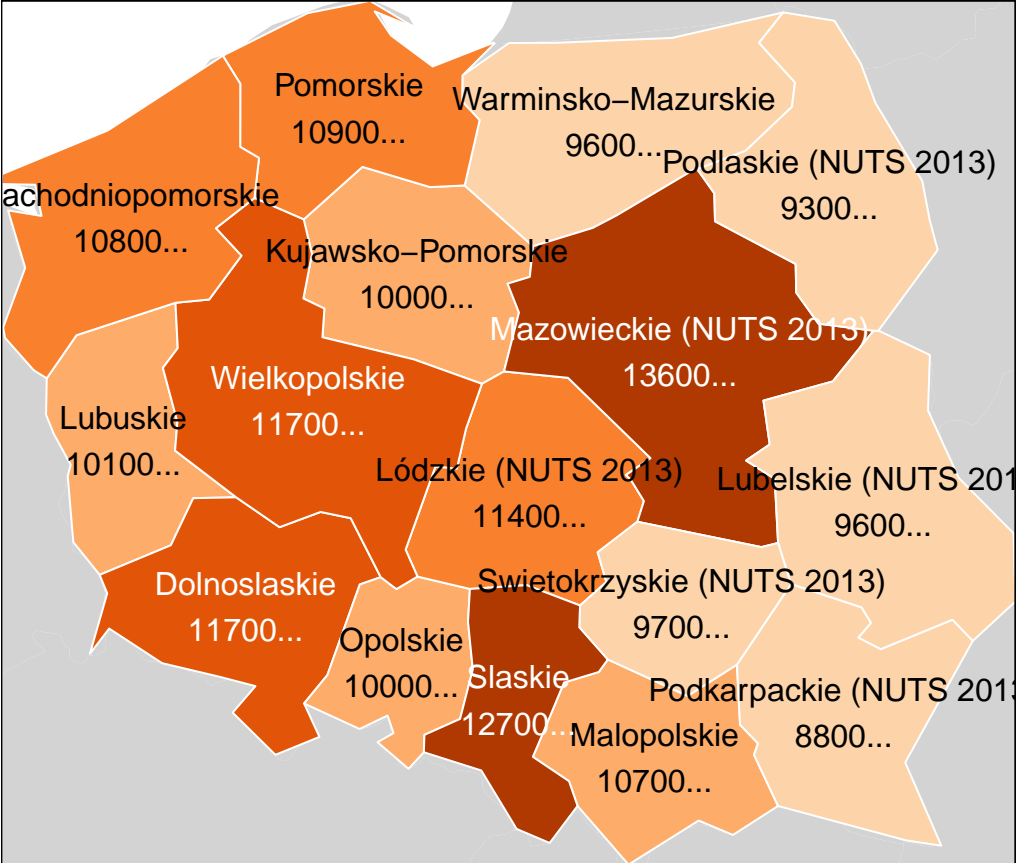 Pomorskie
10900...
Warminsko−Mazurskie
9600...
Podlaskie (NUTS 2013)
9300...
achodniopomorskie
10800...
Kujawsko−Pomorskie
10000...
Mazowieckie (NUTS 2013)
13600...
Wielkopolskie
11700...
Lubuskie
10100...
Lódzkie (NUTS 2013)
11400...
Lubelskie (NUTS 201
9600...
Dolnoslaskie
11700...
Swietokrzyskie (NUTS 2013)
9700...
Opolskie
10000...
Slaskie
12700...
Podkarpackie (NUTS 2013
8800...
Malopolskie
10700...